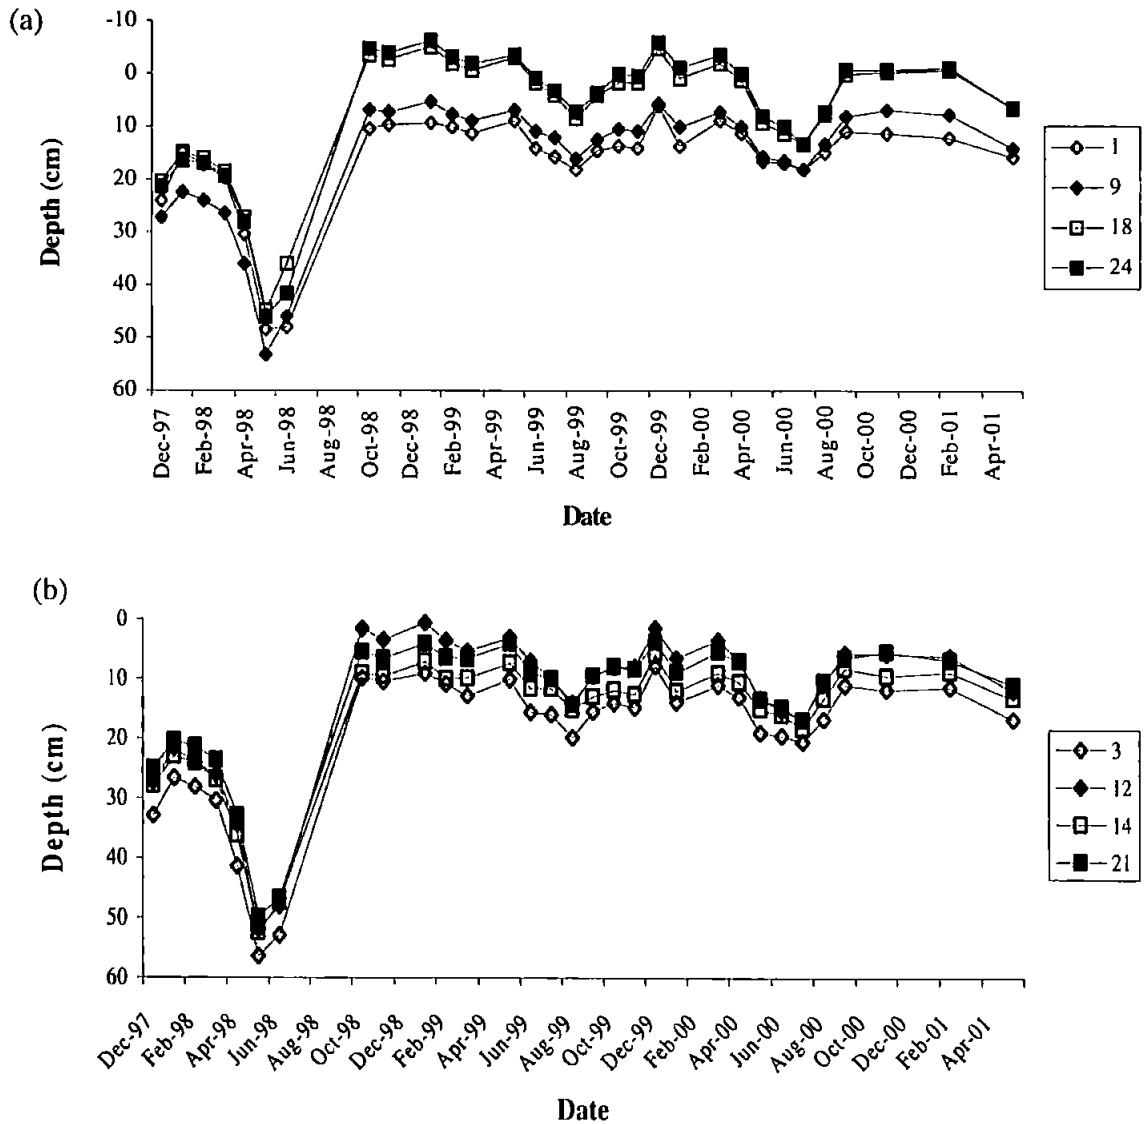 (a)
-10
0
10
20
30
40
50
60
Depth (cm)
Dec-97
Feb-98
Apr-98
Jun-98
Aug-98
Oct-98
Dec-98
Feb-99
Apr-99
Jun-99
Aug-99
Oct-99
Dec-99
Feb-00
Apr-00
Jun-00
Aug-00
Oct-00
Dec-00
Feb-01
Apr-01
Date
1
9
18
24
(b)
0
10
20
30
40
50
60
Depth (cm)
Dec-97
Feb-98
Apr-98
Jun-98
Aug-98
Oct-98
Dec-98
Feb-99
Apr-99
Jun-99
Aug-99
Oct-99
Dec-99
Feb-00
Apr-00
Jun-00
Aug-00
Oct-00
Dec-00
Feb-01
Apr-01
Date
3
12
14
21